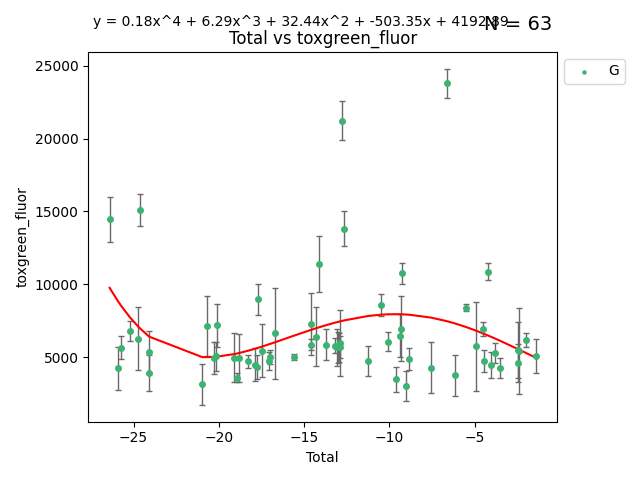 y = 0.18x^4 + 6.29x^3 + 32.44x^2 + -503.35x + 4192.89
N = 63
Total vs toxgreen_fluor
G
25000
20000
15000
10000
5000
toxgreen_fluor
−25 −20 −15 −10 −5
Total